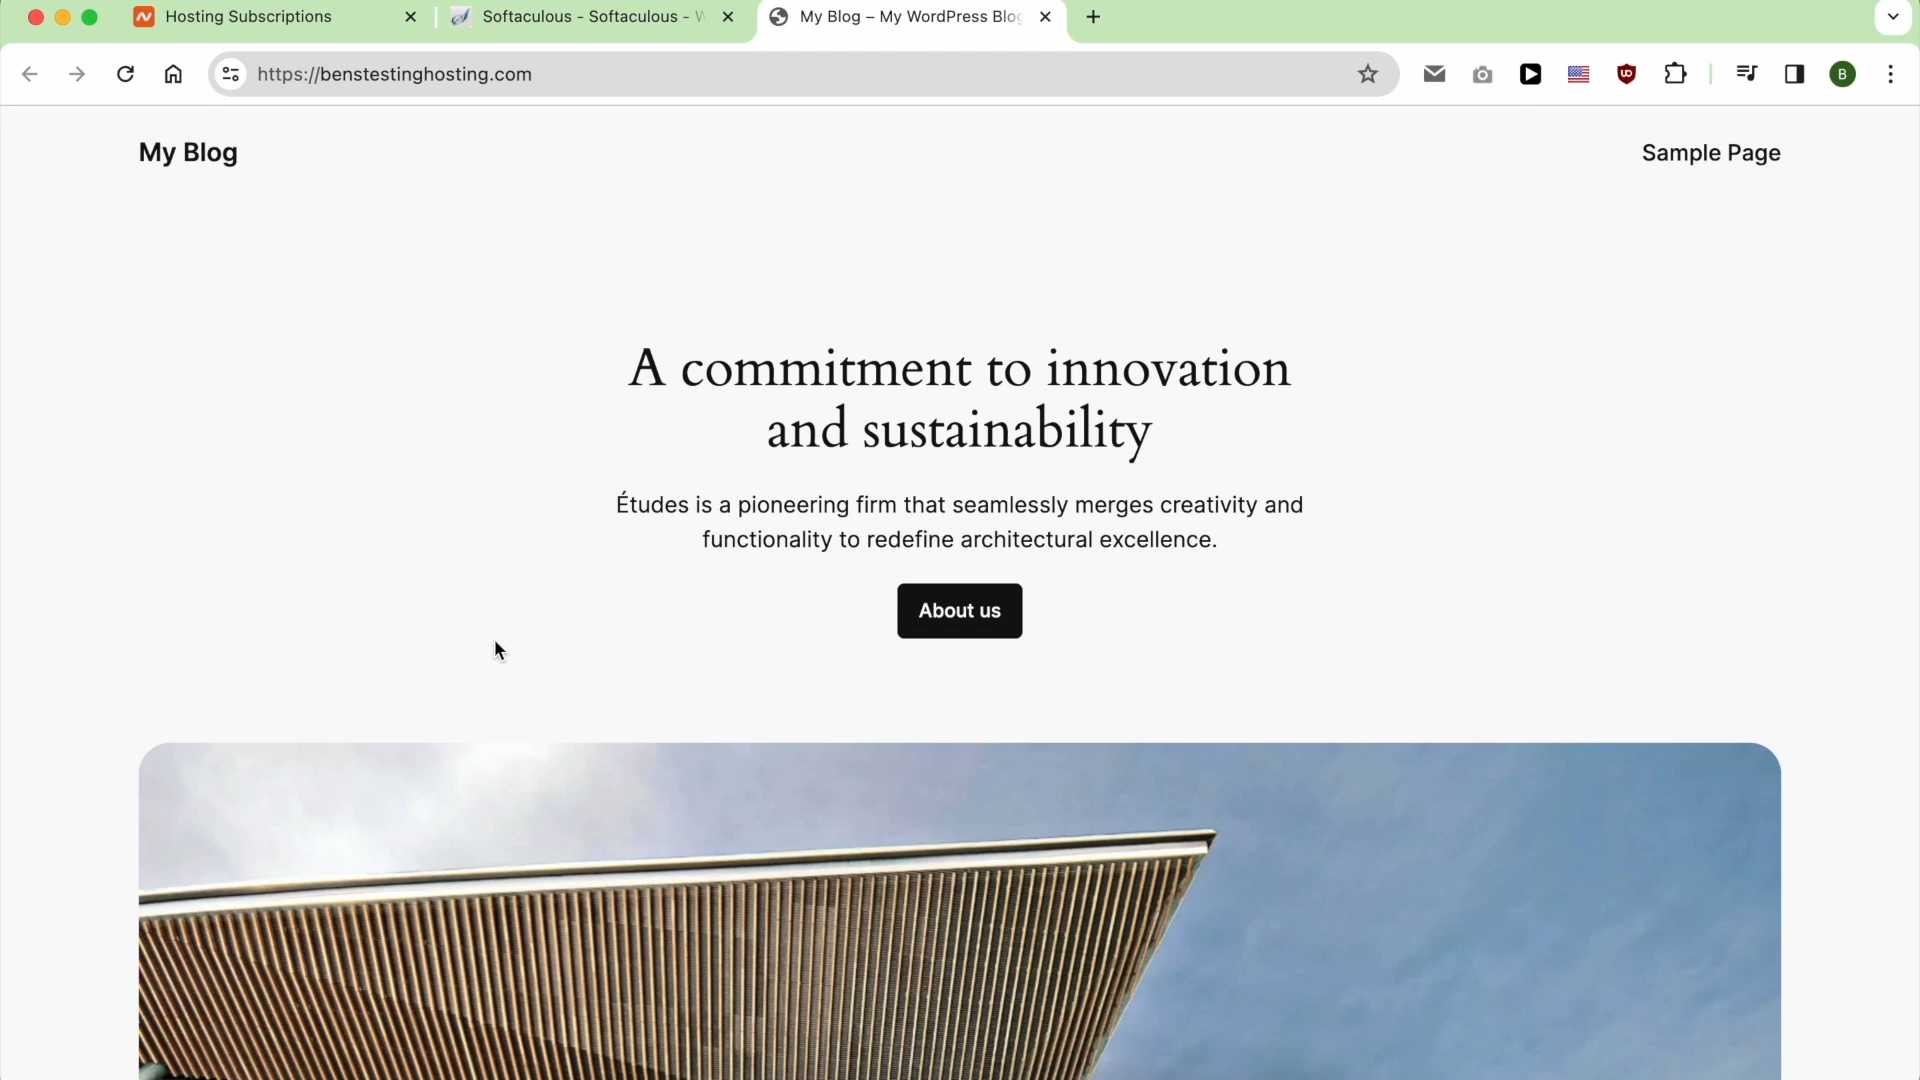 Hosting Subscriptions
Softaculous - Softaculous - W
My Blog – My WordPress Blog
https://benstestinghosting.com
B
My Blog
Sample Page
A commitment to innovation
and sustainability
Études is a pioneering firm that seamlessly merges creativity and
functionality to redefine architectural excellence.
About us